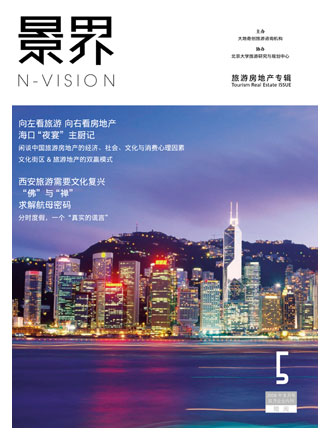 景界
N-VISION
主办
大地奇创旅游咨询机构
协办
北京大学旅游研究与规划中心
旅游房地产专辑
Tourism Real Estate ISSUE
向左看旅游 向右看房地产
海口“夜宴”主厨记
闲谈中国旅游房地产的经济、社会、文化与消费心理因素
文化街区 & 旅游地产的双赢模式
西安旅游需要文化复兴
“佛”与“禅”
求解航母密码
分时度假，一个“真实的谎言”
5